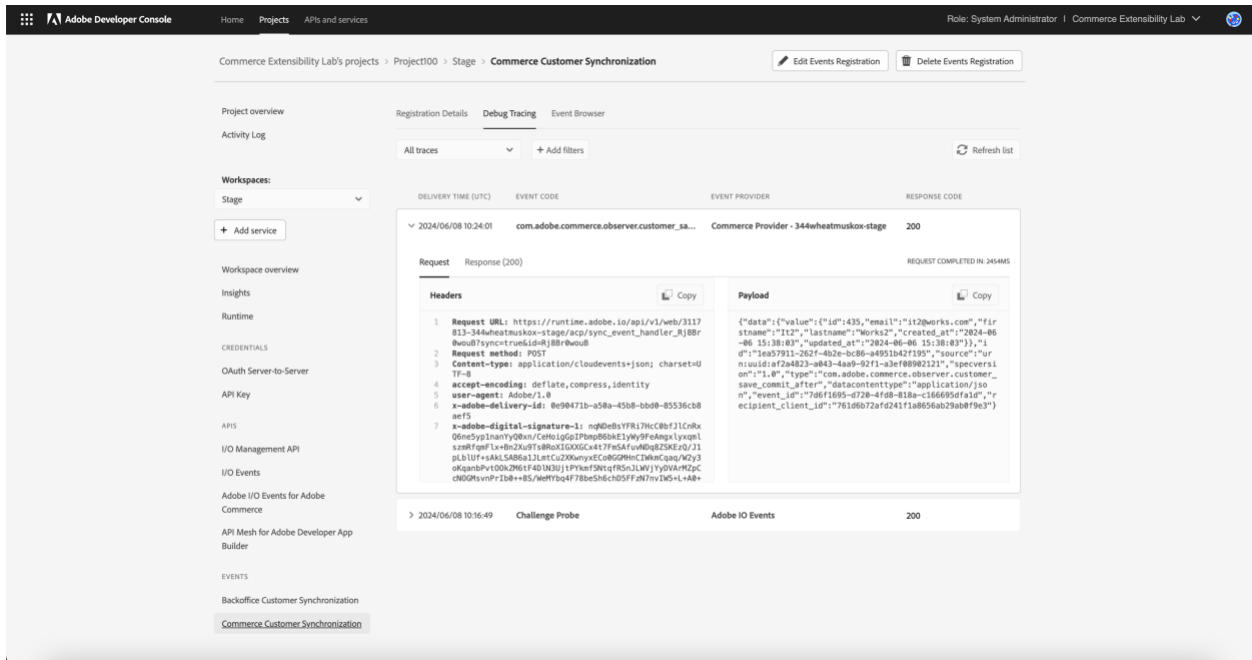 Adobe Developer Console
Home Projects APIs and services
Role: System Administrator | Commerce Extensibility Lab
Commerce Extensibility Lab's projects > Project100 > Stage > Commerce Customer Synchronization
Edit Events Registration
Delete Events Registration
Project overview
Activity Log
Workspaces:
Stage
+ Add service
Workspace overview
Insights
Runtime
CREDENTIALS
OAuth Server-to-Server
API Key
APIS
I/O Management API
I/O Events
Adobe I/O Events for Adobe
Commerce
API Mesh for Adobe Developer App
Builder
EVENTS
Backoffice Customer Synchronization
Commerce Customer Synchronization
Registration Details Debug Tracing Event Browser
All traces + Add filters Refresh list
DELIVERY TIME (UTC) EVENT CODE EVENT PROVIDER RESPONSE CODE
2024/06/08 10:24:01 com.adobe.commerce.observer.customer_sa... Commerce Provider - 344wheatmuskox-stage 200
Request Response (200) REQUEST COMPLETED IN: 2454MS
Headers Copy
1 Request URL: https://runtime.adobe.io/api/v1/web/3117
813-344wheatmuskox-stage/acp/sync_event_handler_Rj8Br
0wouB?sync=true&id=Rj8Br0wouB
2 Request method: POST
3 Content-type: application/cloudevents+json; charset=U
TF-8
4 accept-encoding: deflate,compress,identity
5 user-agent: Adobe/1.0
6 x-adobe-delivery-id: 0e90471b-a50a-45b8-bbd0-85536cb8
aef5
7 x-adobe-digital-signature-1:
Payload Copy
{"data":{"value":{"id":435,"email":"it2@works.com","fir
stname":"It2","lastname":"Works2","created_at":"2024-06
-06 15:38:03","updated_at":"2024-06-06 15:38:03"}},"i
d":"1ea57911-262f-4b2e-bc86-a4951b42f195","source":"ur
n:uuid:af2a4823-a043-4aa9-92f1-a3ef08902121","specversi
on":"1.0","type":"com.adobe.commerce.observer.customer_
save_commit_after","datacontenttype":"application/jso
n","event_id":"7d6f1695-d720-4fd8-818a-c166695dfa1d","r
ecipient_client_id":"761d6b72afd241f1a8656ab29ab0f9e3"}
2024/06/08 10:16:49 Challenge Probe Adobe IO Events 200